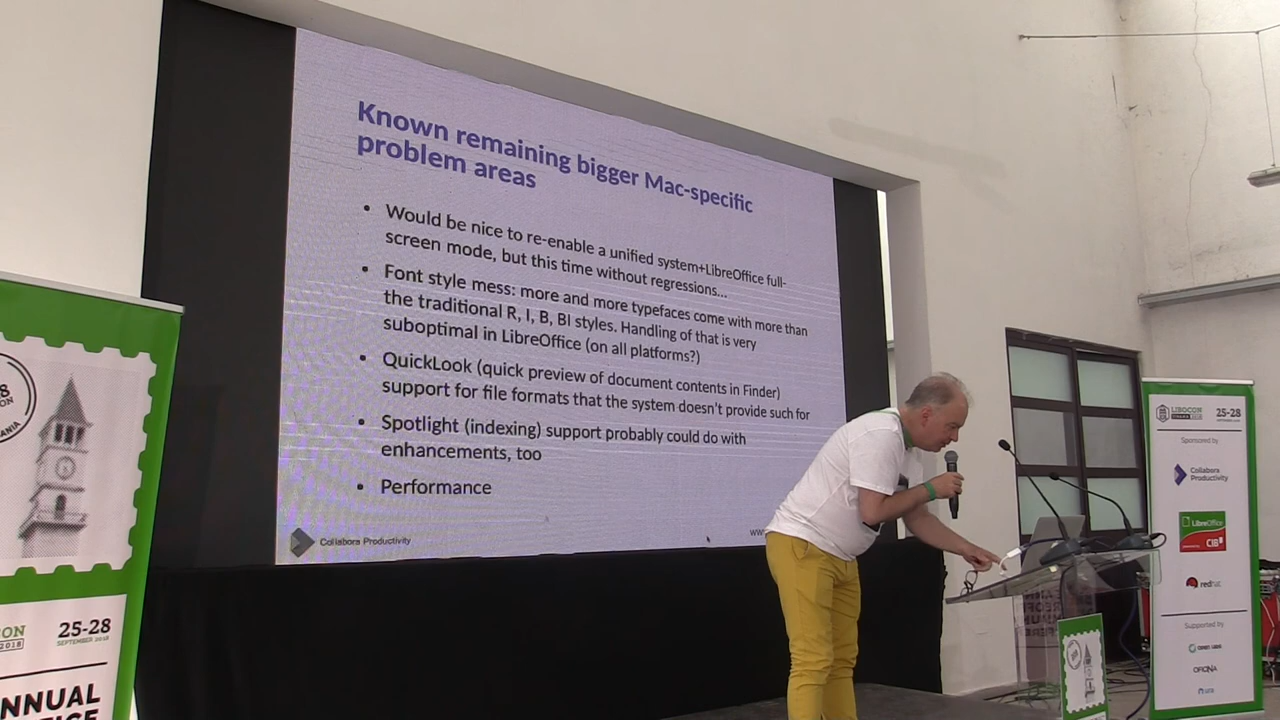 Known remaining bigger Mac-specific
problem areas
• Would be nice to re-enable a unified system+LibreOffice full-
screen mode, but this time without regressions...
• Font style mess: more and more typefaces come with more than
the traditional R, I, B, BI styles. Handling of that is very
suboptimal in LibreOffice (on all platforms?)
• QuickLook (quick preview of document contents in Finder)
support for file formats that the system doesn't provide such for
• Spotlight (indexing) support probably could do with
enhancements, too
• Performance
Collabora Productivity
WWW
25-28
SEPTEMBER 2018
NNUAL
LIBOCON
25-28
Sponsored by
Collabora
Productivity
LibreOffice
CIB
redhat
Supported by